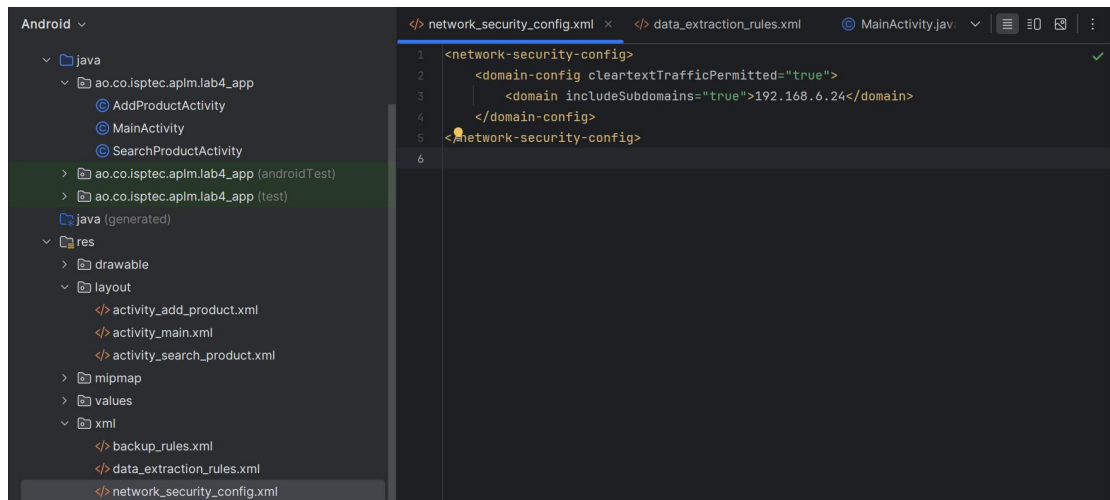 Android
network_security_config.xml
data_extraction_rules.xml
MainActivity.jav
java
ao.co.isptec.aplm.lab4_app
AddProductActivity
MainActivity
SearchProductActivity
ao.co.isptec.aplm.lab4_app (androidTest)
ao.co.isptec.aplm.lab4_app (test)
java (generated)
res
drawable
layout
activity_add_product.xml
activity_main.xml
activity_search_product.xml
mipmap
values
xml
backup_rules.xml
data_extraction_rules.xml
network_security_config.xml
1 <network-security-config>
2 <domain-config cleartextTrafficPermitted="true">
3 <domain includeSubdomains="true">192.168.6.24</domain>
4 </domain-config>
5 </network-security-config>
6